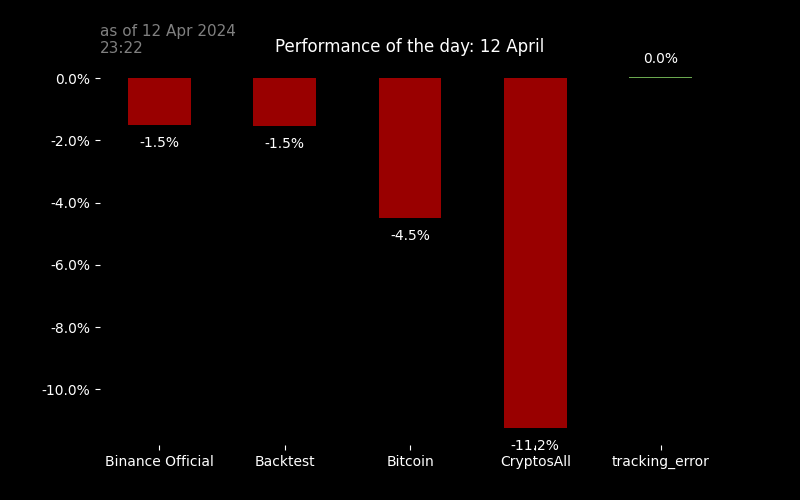 as of 12 Apr 2024
23:22
Performance of the day: 12 April
0.0%
0.0%
-1.5%
-1.5%
-2.0%
-4.0%
-4.5%
-6.0%
-8.0%
-10.0%
-11.2%
Binance Official
Backtest
Bitcoin
CryptosAll
tracking_error